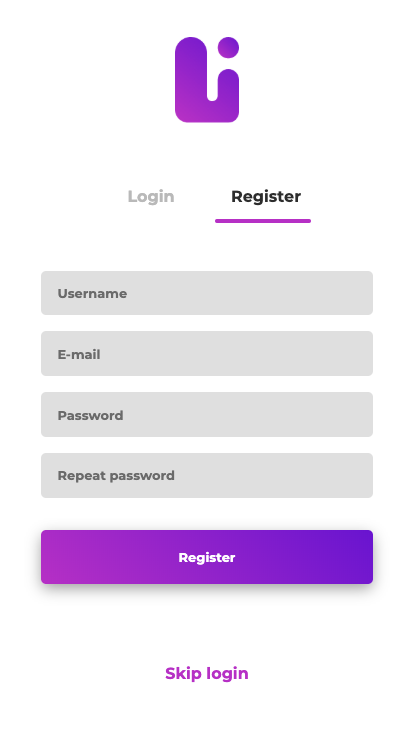 Login
Register
Username
E-mail
Password
Repeat password
Register
Skip login